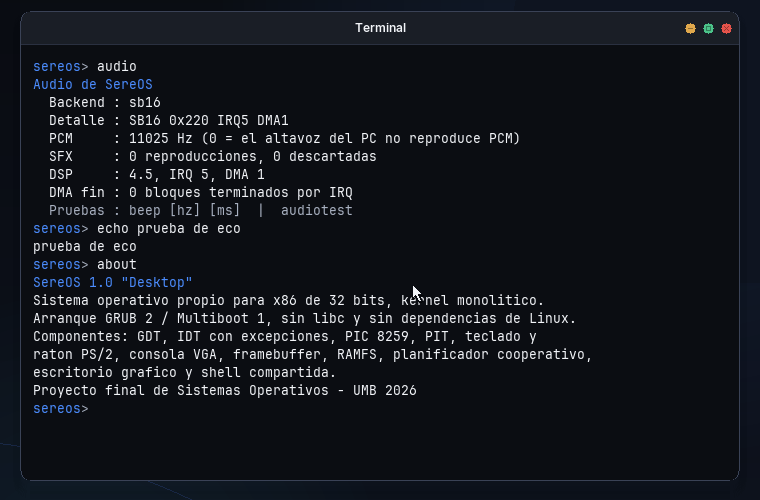 Terminal
sereos> audio
Audio de SereOS
  Backend : sb16
  Detalle : SB16 0x220 IRQ5 DMA1
  PCM     : 11025 Hz (0 = el altavoz del PC no reproduce PCM)
  SFX     : 0 reproducciones, 0 descartadas
  DSP     : 4.5, IRQ 5, DMA 1
  DMA fin : 0 bloques terminados por IRQ
  Pruebas : beep [hz] [ms]  |  audiotest
sereos> echo prueba de eco
prueba de eco
sereos> about
SereOS 1.0 "Desktop"
Sistema operativo propio para x86 de 32 bits, kernel monolitico.
Arranque GRUB 2 / Multiboot 1, sin libc y sin dependencias de Linux.
Componentes: GDT, IDT con excepciones, PIC 8259, PIT, teclado y
raton PS/2, consola VGA, framebuffer, RAMFS, planificador cooperativo,
escritorio grafico y shell compartida.
Proyecto final de Sistemas Operativos - UMB 2026
sereos>